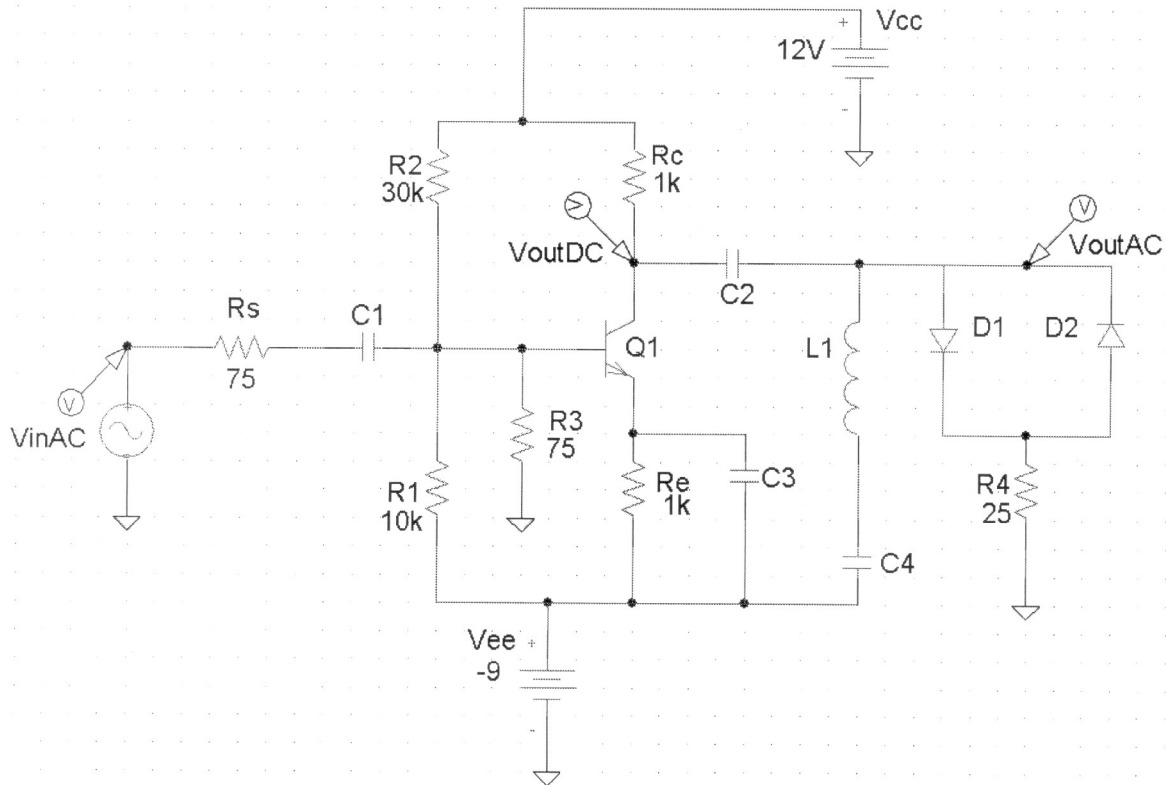 + Vcc
12V
-
R2
30k
Rc
1k
V
VoutDC
V
VoutAC
C2
Rs
75
C1
Q1
L1
D1
D2
V
VinAC
+
R3
75
R1
10k
Re
1k
C3
R4
25
C4
Vee +
-9
-